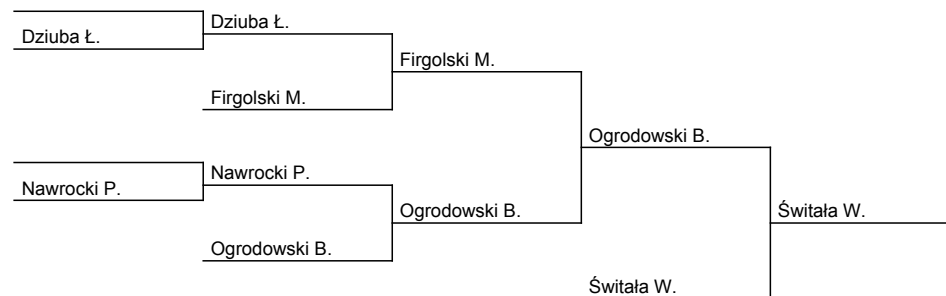 Dziuba Ł.
Dziuba Ł.
Firgolski M.
Firgolski M.
Ogrodowski B.
Nawrocki P.
Nawrocki P.
Ogrodowski B.
Świtała W.
Ogrodowski B.
Świtała W.